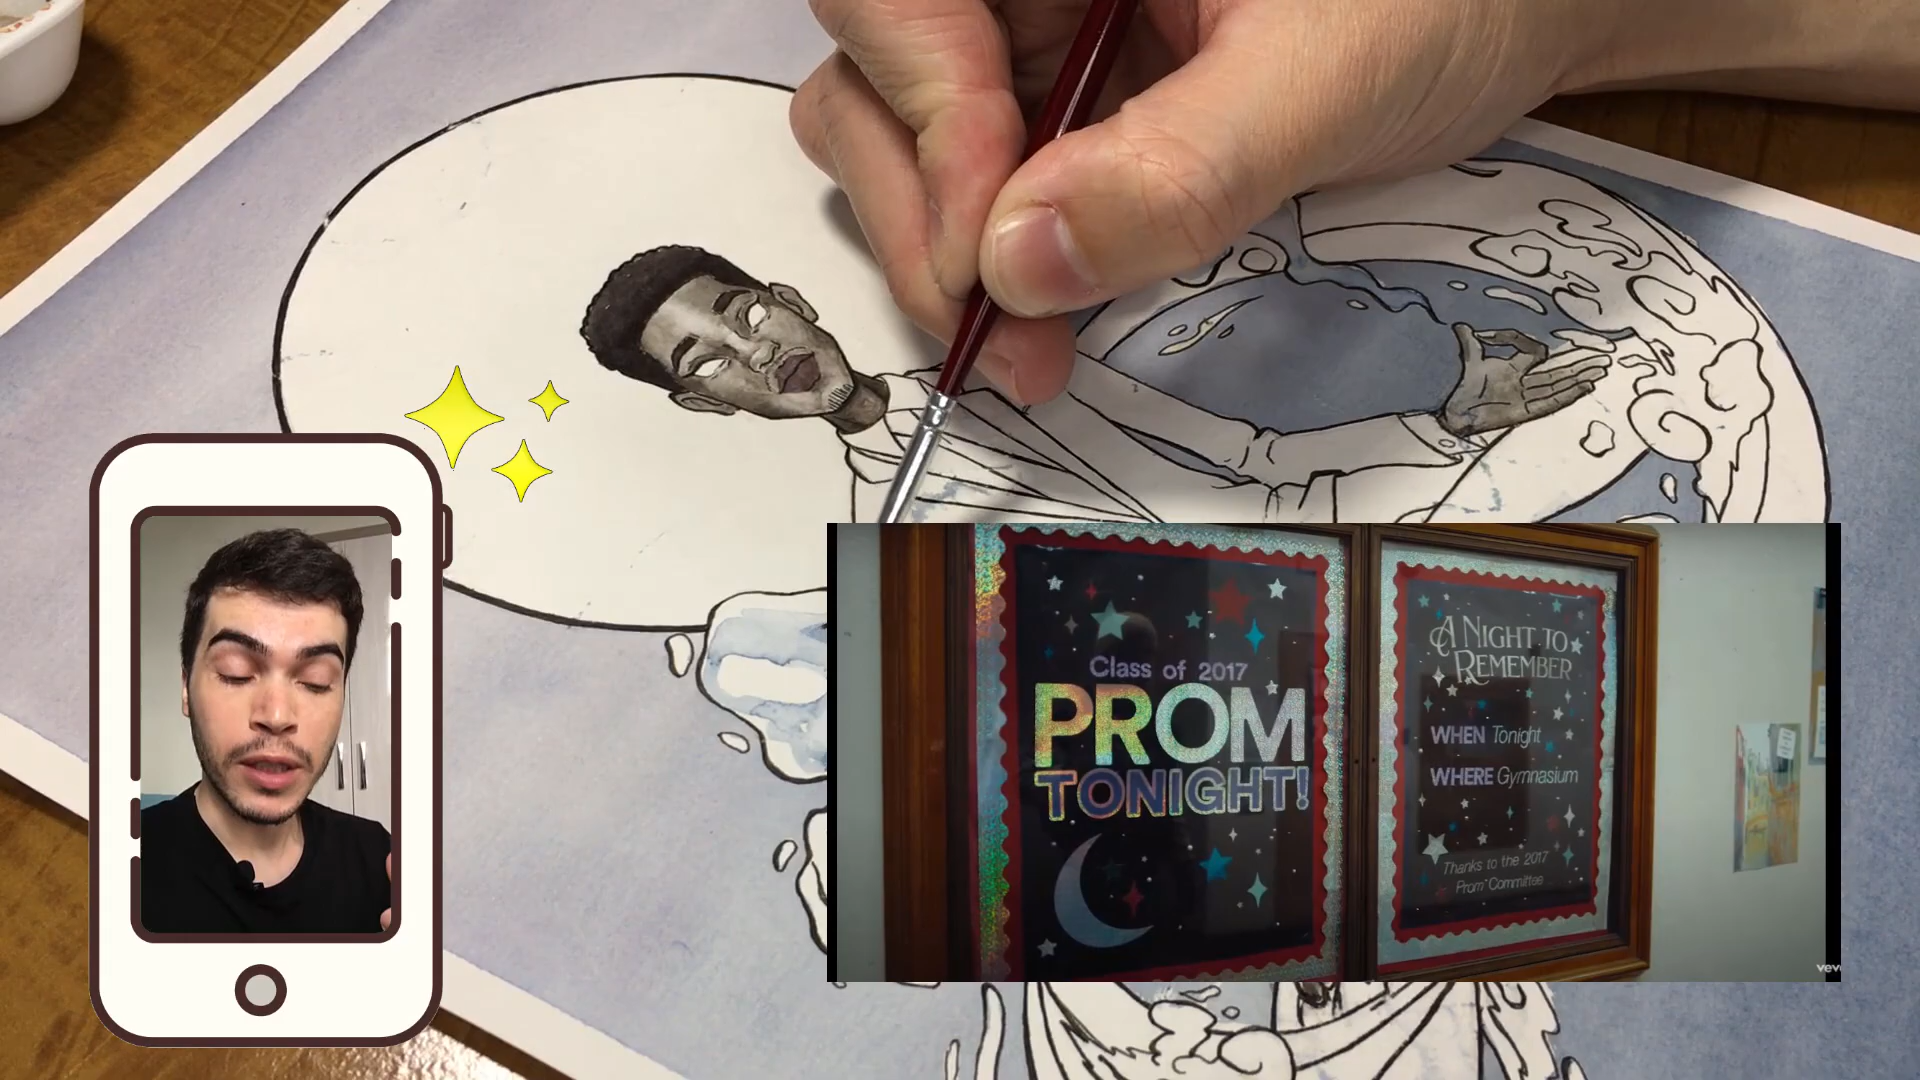 Class of 2017
PROM
TONIGHT!
A NIGHT TO
REMEMBER
WHEN Tonight
WHERE Gymnasium
Thanks to the 2017
Prom Committee
vevo